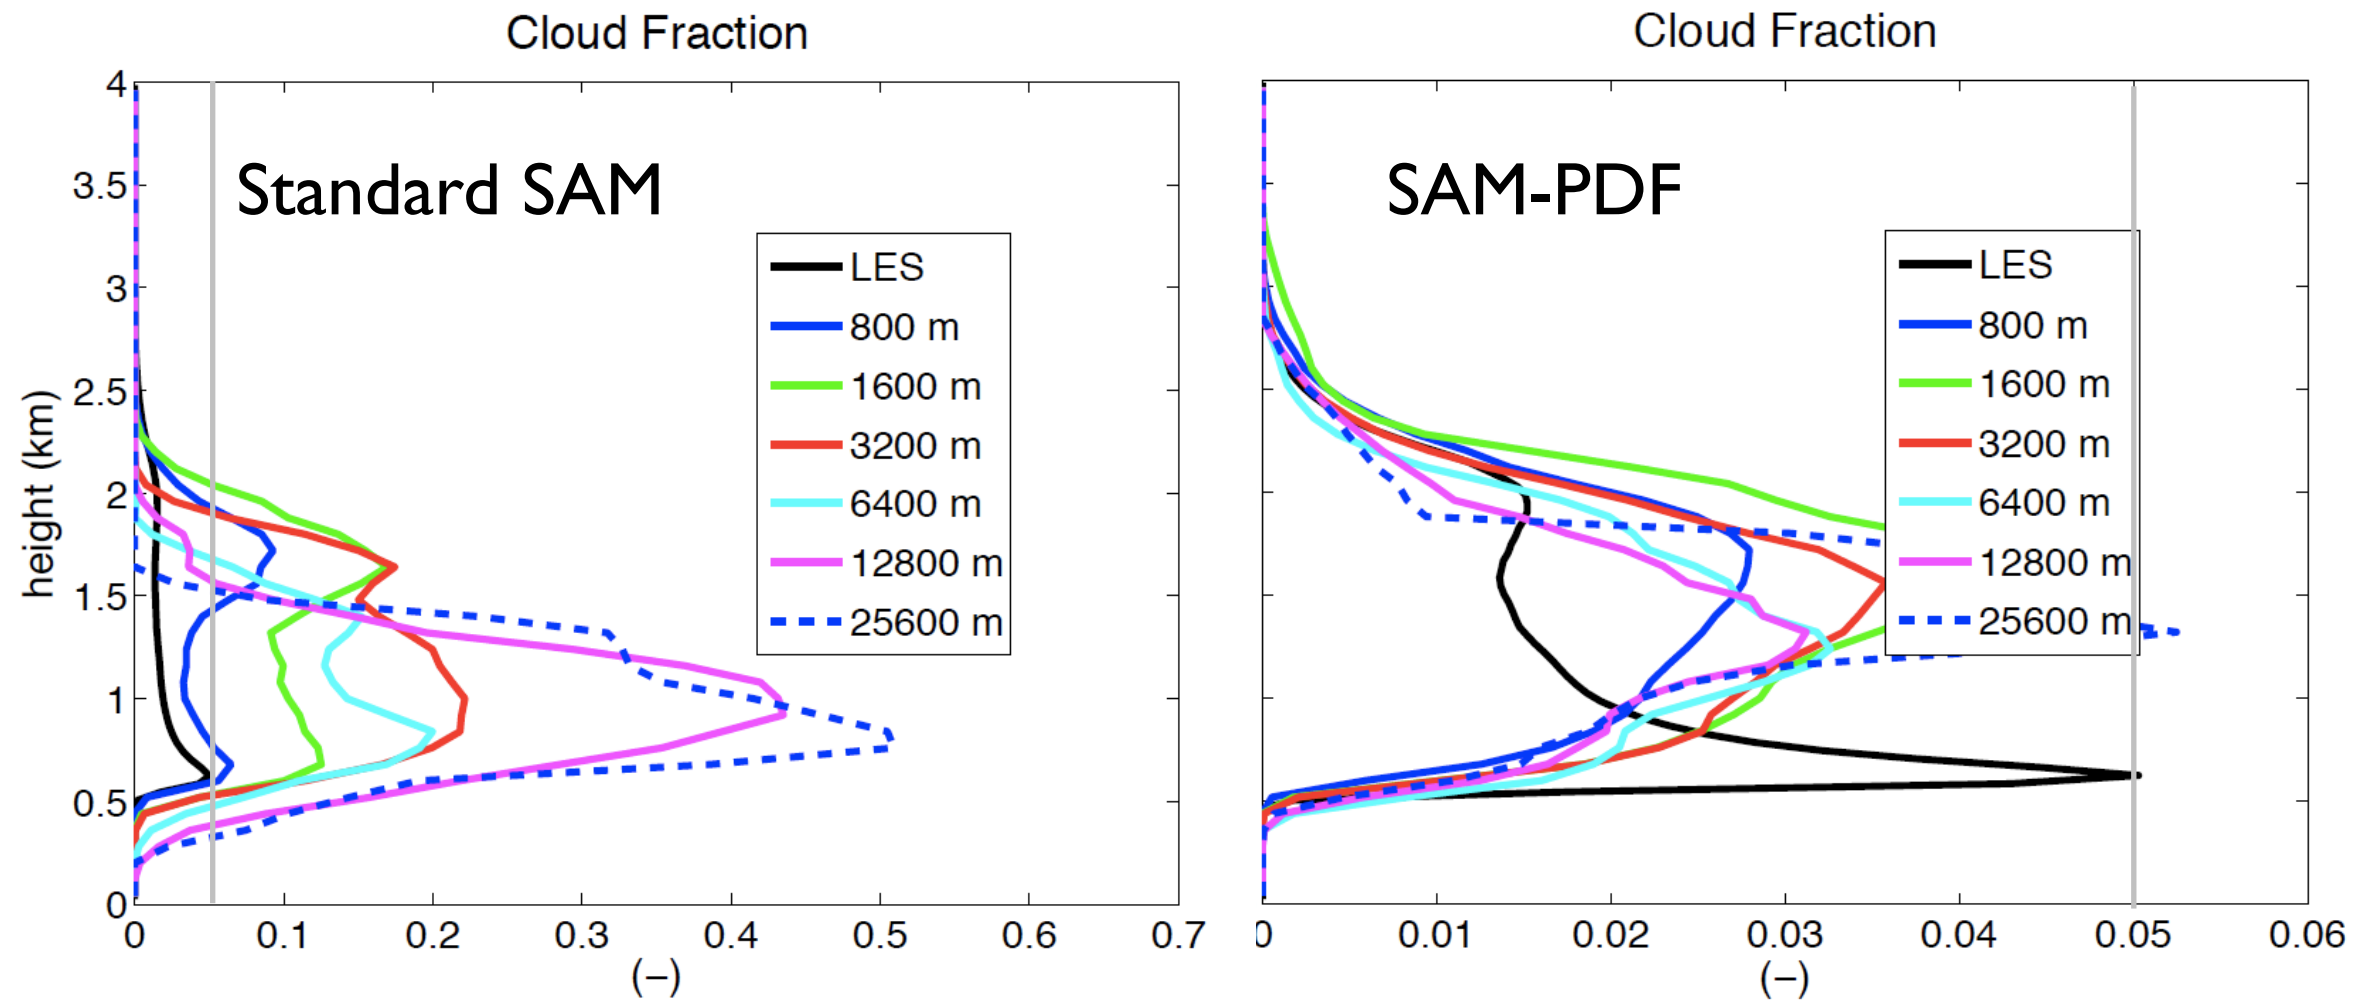 Cloud Fraction
Standard SAM
LES
800 m
1600 m
3200 m
6400 m
12800 m
25600 m
height (km)
4
3.5
3
2.5
2
1.5
1
0.5
0
0 0.1 0.2 0.3 0.4 0.5 0.6 0.7
(–)
Cloud Fraction
SAM-PDF
LES
800 m
1600 m
3200 m
6400 m
12800 m
25600 m
0 0.01 0.02 0.03 0.04 0.05 0.06
(–)